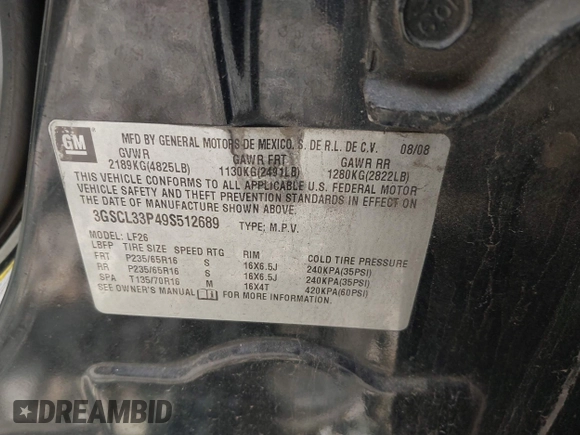 GM
MFD BY GENERAL MOTORS DE MEXICO, S. DE R.L. DE C.V. 08/08
GVWR GAWR FRT GAWR RR
2189KG(4825LB) 1130KG(2491LB) 1280KG(2822LB)
THIS VEHICLE CONFORMS TO ALL APPLICABLE U.S. FEDERAL MOTOR
VEHICLE SAFETY AND THEFT PREVENTION STANDARDS IN EFFECT ON
THE DATE OF MANUFACTURE SHOWN ABOVE.
3GSCL33P49S512689 TYPE: M.P.V.
MODEL: LF26
LBFP TIRE SIZE SPEED RTG RIM COLD TIRE PRESSURE
FRT P235/65R16 S 16X6.5J 240KPA(35PSI)
RR P235/65R16 S 16X6.5J 240KPA(35PSI)
SPA T135/70R16 M 16X4T 420KPA(60PSI)
SEE OWNER'S MANUAL FOR MORE INFORMATION.
DREAMBID